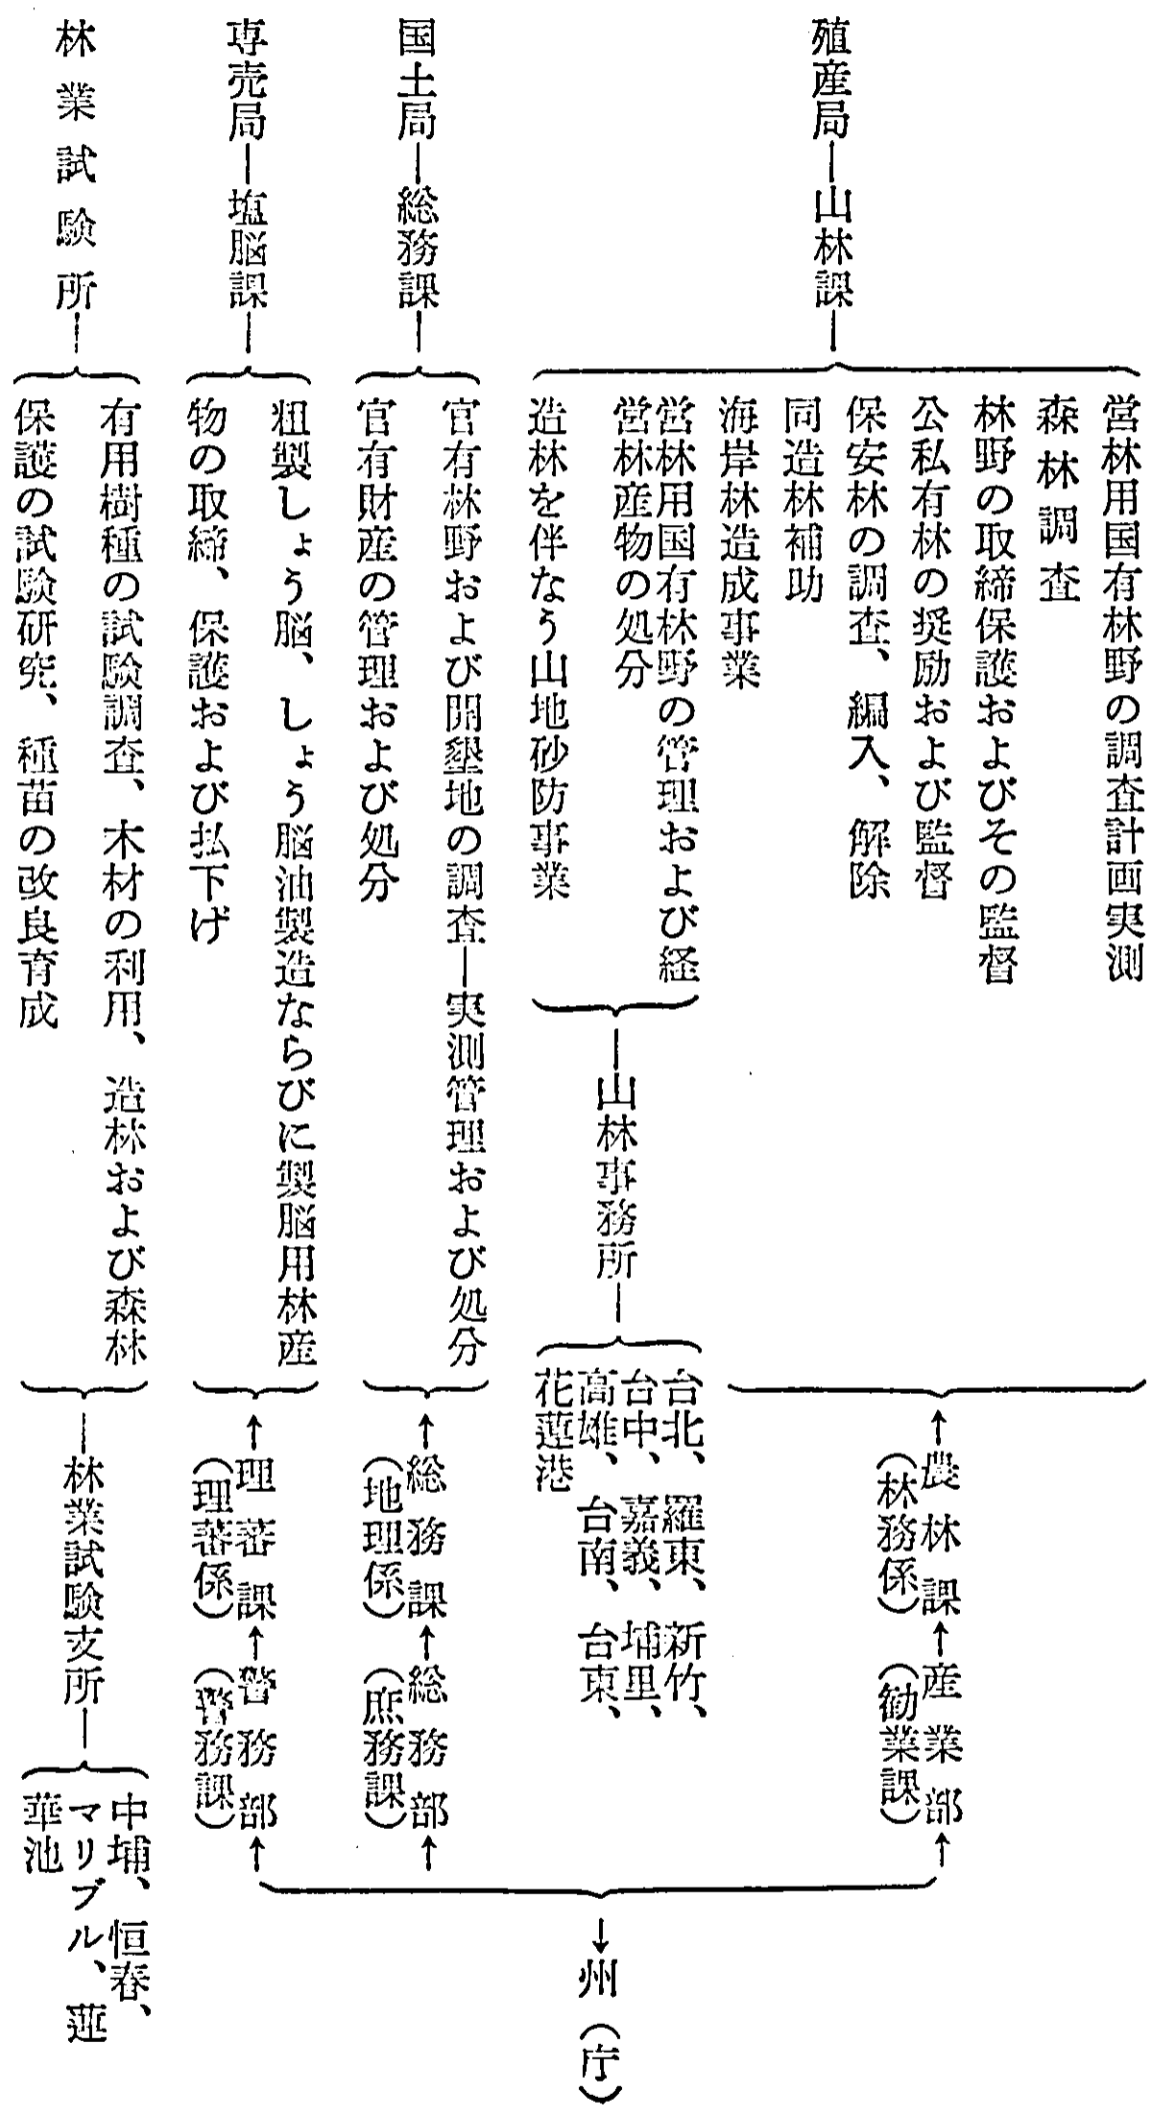 殖産局―山林課―
営林用国有林野の調査計画実測
森林調査
林野の取締保護およびその監督
公私有林の奨励および監督
保安林の調査、編入、解除
同造林補助
海岸林造成事業
営林用国有林野の管理および経
営林産物の処分
造林を伴なう山地砂防事業
―山林事務所―
台北、羅東、新竹、
台中、嘉義、埔里、
高雄、台南、台東、
花蓮港
↑農林課↑産業部↑
(林務係) (勧業課)
国土局―総務課―
官有林野および開墾地の調査―実測管理および処分
官有財産の管理および処分
↑総務課↑総務部↑
(地理係) (庶務課)
専売局―塩脳課―
粗製しょう脳、しょう脳油製造ならびに製脳用林産
物の取締、保護および払下げ
↑理蕃課↑警務部↑
(理蕃係) (警務課)
→州(庁)
林業試験所―
有用樹種の試験調査、木材の利用、造林および森林
保護の試験研究、種苗の改良育成
―林業試験支所―
中埔、恒春、
マリブル、蓮
華池